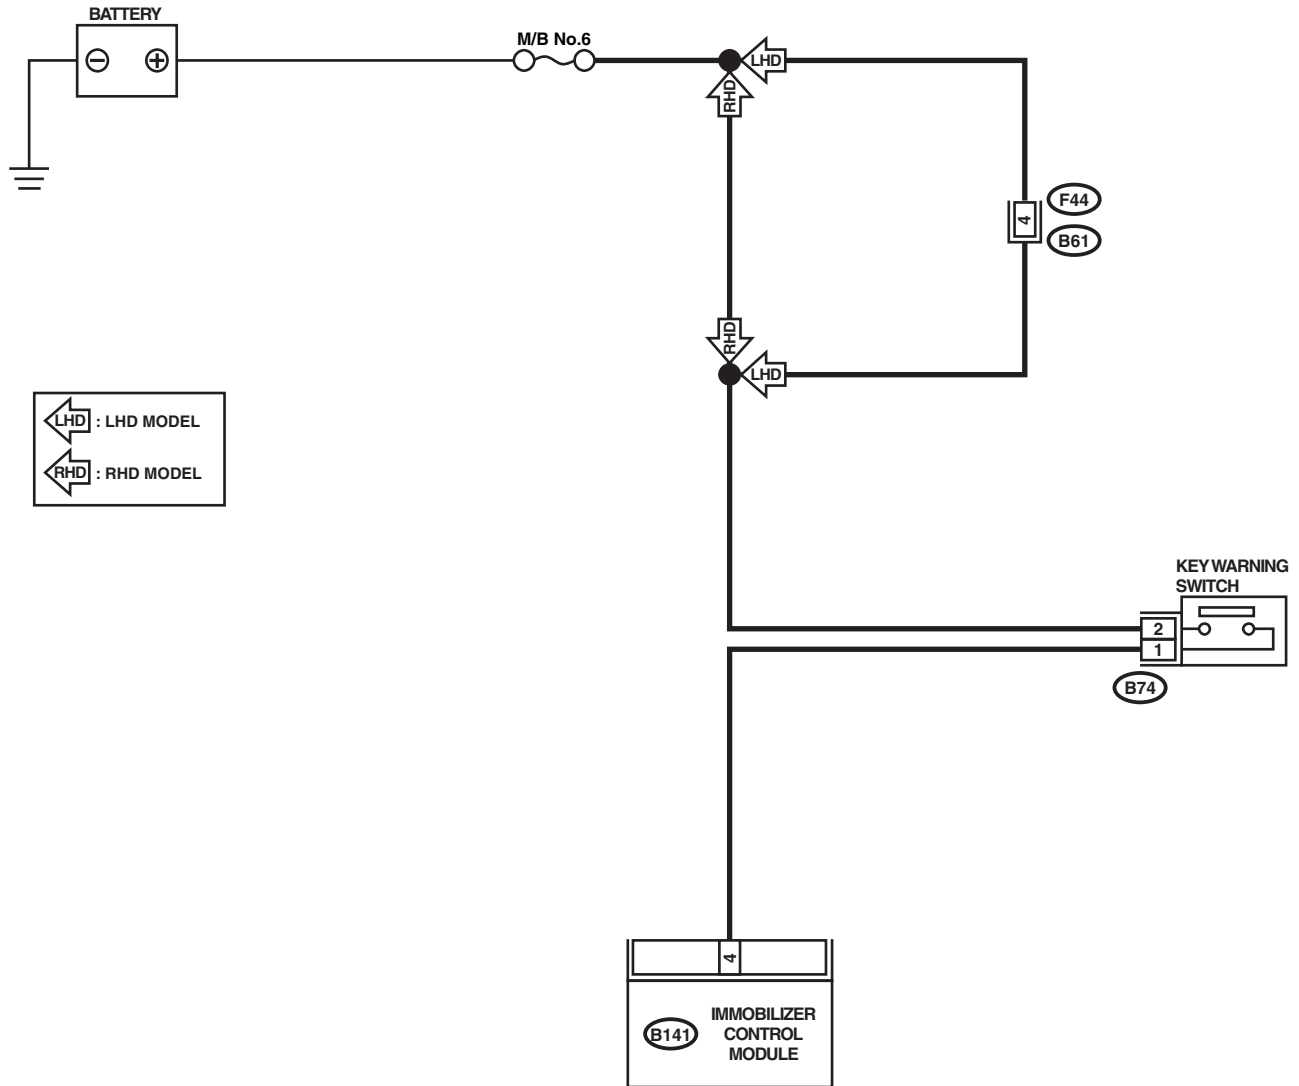 BATTERY
M/B No.6
LHD
RHD
F44
4
B61
RHD
LHD
LHD : LHD MODEL
RHD : RHD MODEL
KEY WARNING
SWITCH
2
1
B74
4
B141
IMMOBILIZER
CONTROL
MODULE